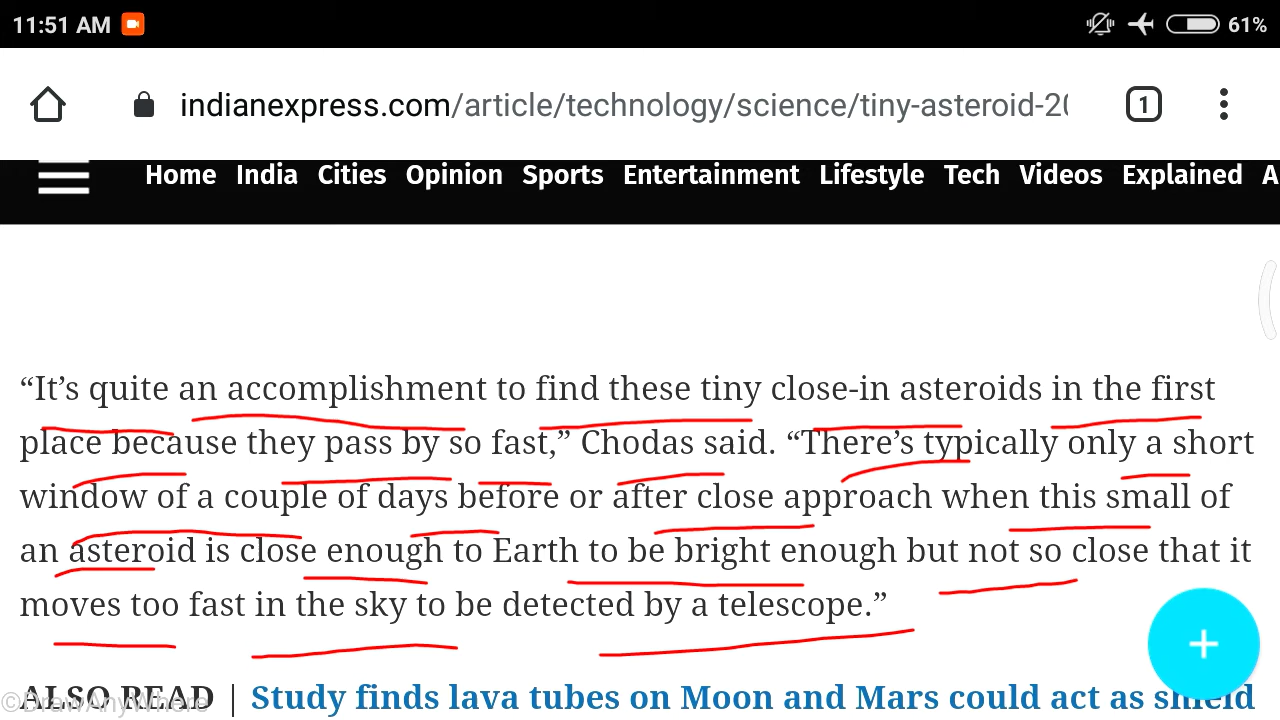 11:51 AM 61%
indianexpress.com/article/technology/science/tiny-asteroid-20 1
Home India Cities Opinion Sports Entertainment Lifestyle Tech Videos Explained A
“It’s quite an accomplishment to find these tiny close-in asteroids in the first
place because they pass by so fast,” Chodas said. “There’s typically only a short
window of a couple of days before or after close approach when this small of
an asteroid is close enough to Earth to be bright enough but not so close that it
moves too fast in the sky to be detected by a telescope.”
+
ALSO READ | Study finds lava tubes on Moon and Mars could act as shield
©DrawAnyWhere